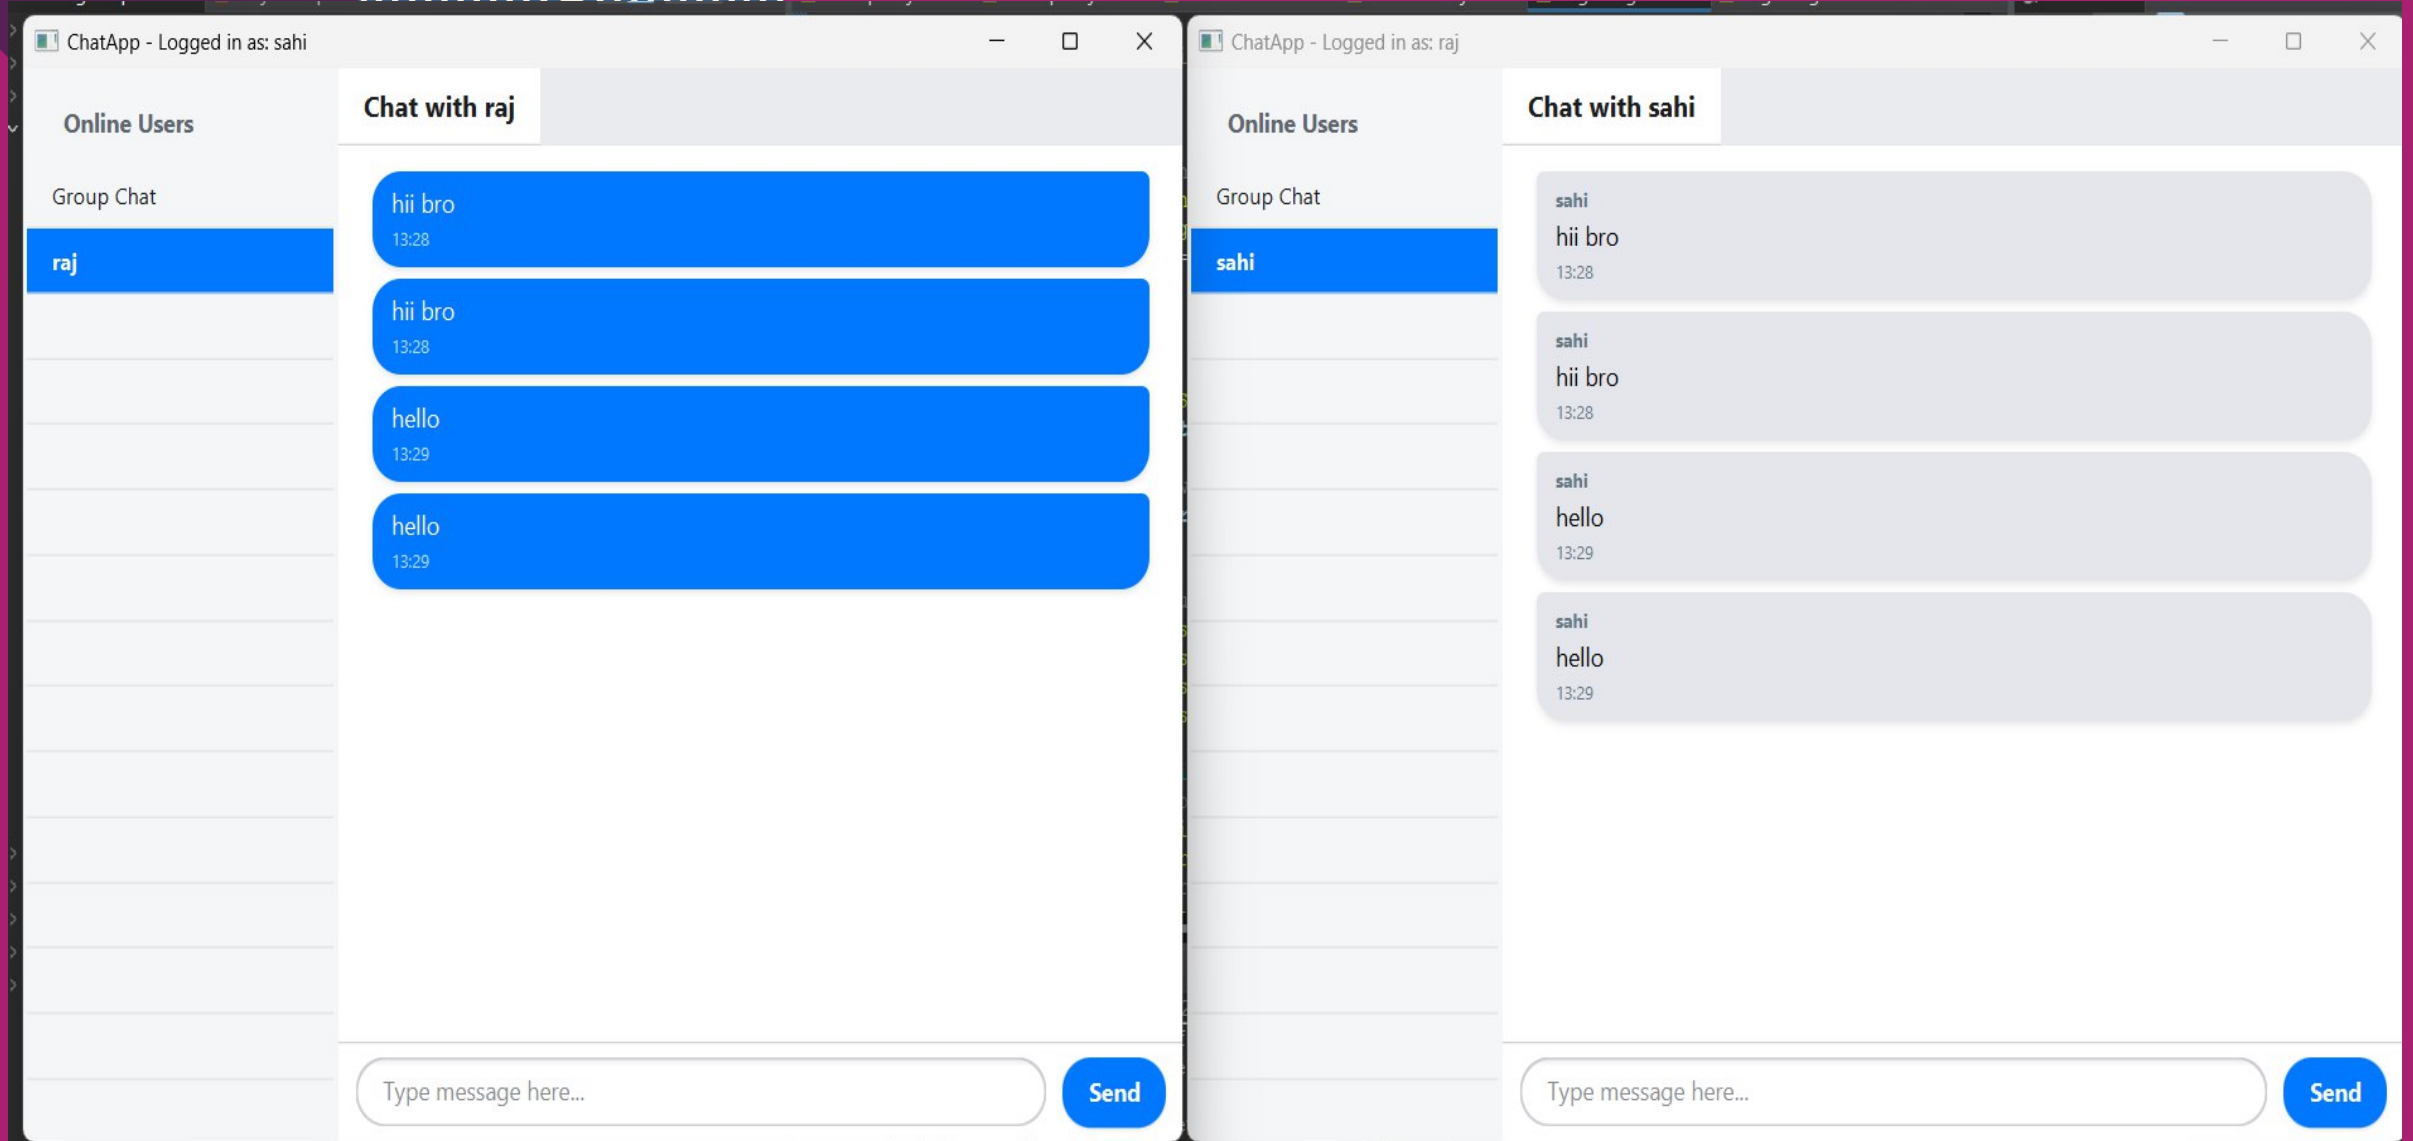 ChatApp - Logged in as: sahi
Online Users
Group Chat
raj
Chat with raj
hii bro
13:28
hii bro
13:28
hello
13:29
hello
13:29
Type message here...
Send
ChatApp - Logged in as: raj
Online Users
Group Chat
sahi
Chat with sahi
sahi
hii bro
13:28
sahi
hii bro
13:28
sahi
hello
13:29
sahi
hello
13:29
Type message here...
Send